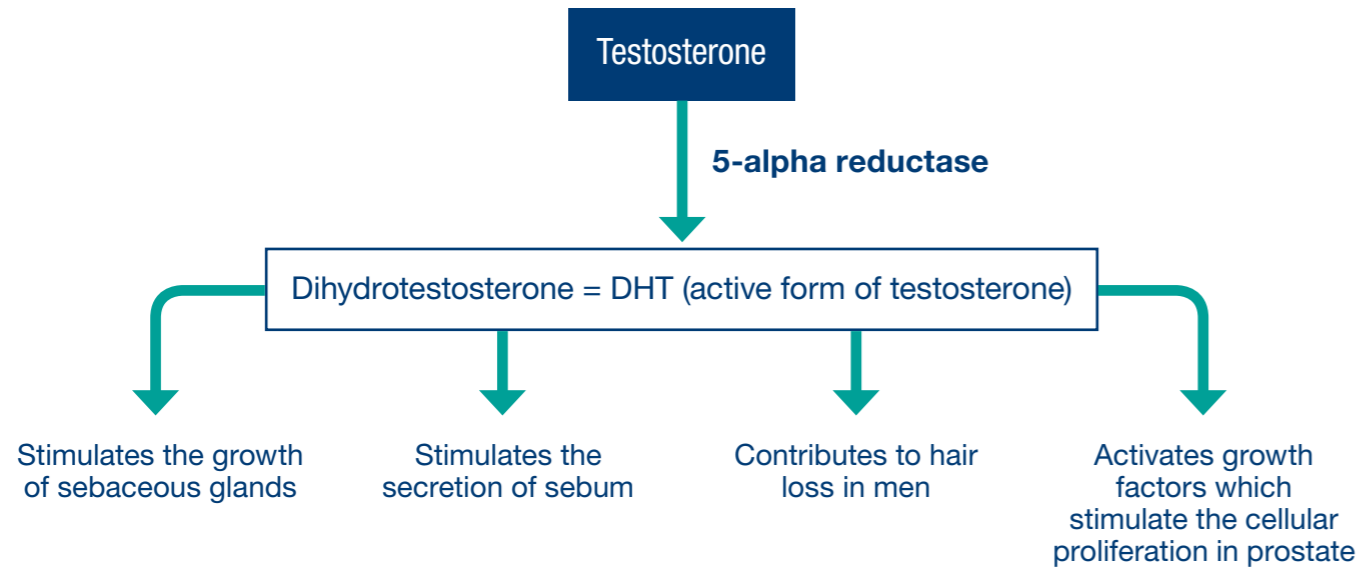 Testosterone
5-alpha reductase
Dihydrotestosterone = DHT (active form of testosterone)
Stimulates the growth
of sebaceous glands
Stimulates the
secretion of sebum
Contributes to hair
loss in men
Activates growth
factors which
stimulate the cellular
proliferation in prostate